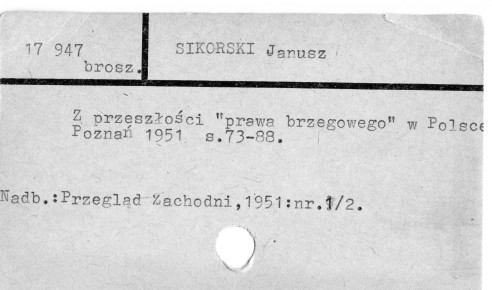 17 947
brosz.
SIKORSKI Janusz
Z przeszłości "prawa brzegowego" w Polsce
Poznań 1951 s.73-88.
Nadb.:Przegląd Zachodni,1951:nr.1/2.